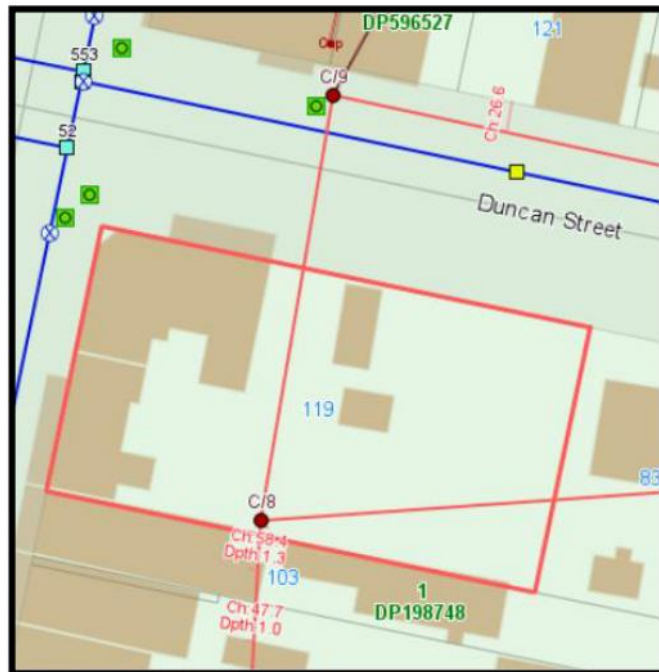 DP596527
121
Cap
553
C/9
Ch:26.6
52
Duncan Street
119
83
C/8
Ch:58.4
Dpth:1.3
103
1
DP198748
Ch:47.7
Dpth:1.0